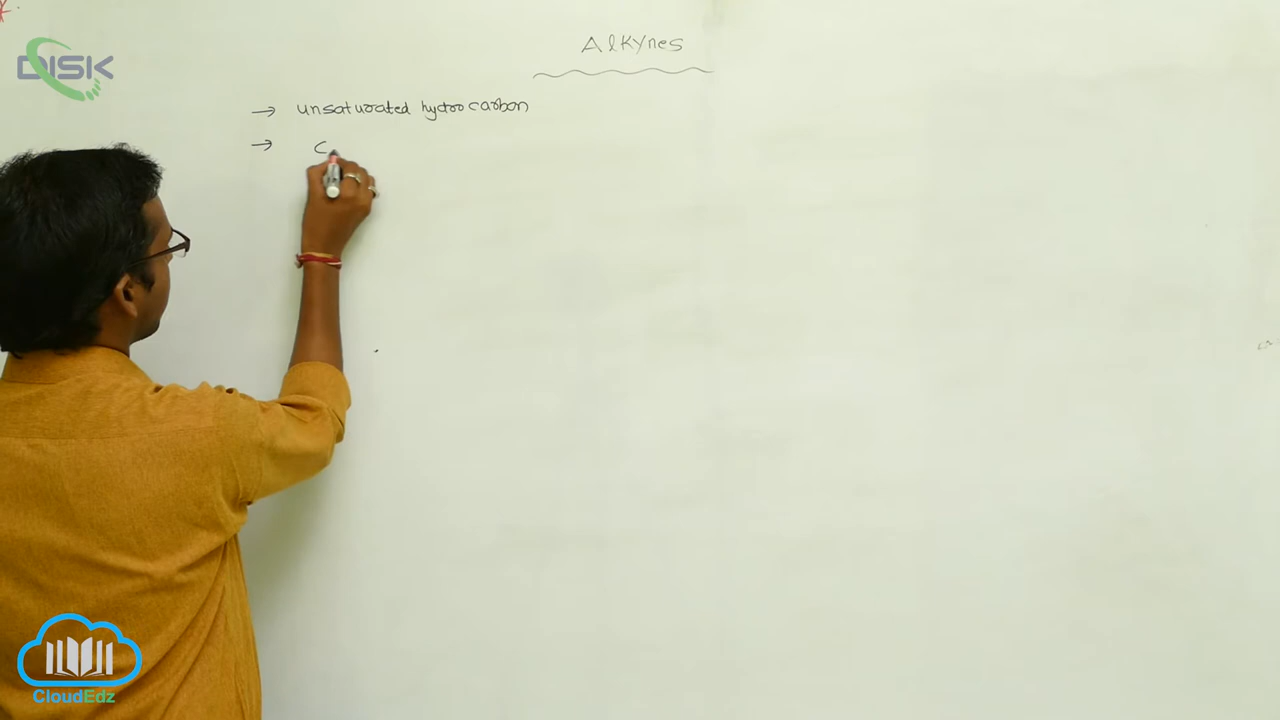 DISK
Alkynes
→ unsaturated hydrocarbon
→ C
CloudEdz